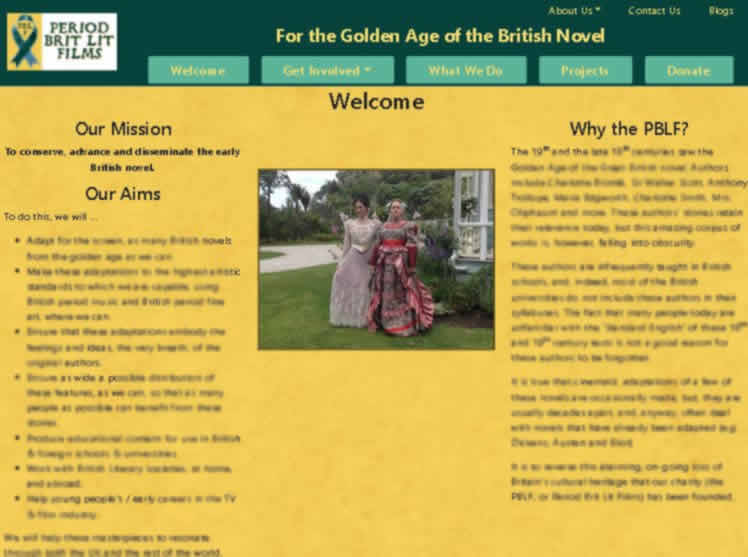 About Us
Contact Us
Blogs
PERIOD
BRIT LIT
FILMS
For the Golden Age of the British Novel
Welcome
Get Involved
What We Do
Projects
Donate
Welcome
Our Mission
To conserve, advance and disseminate the early
British novel.
Our Aims
To do this, we will ...
Adapt for the screen, as many British novels
from the golden age as we can.
Make these adaptations to the highest artistic
standards to which we are capable, using
British period music and British period fine
art, where we can.
Ensure that these adaptations embody the
feelings and ideas, the very breath, of the
original authors.
Ensure as wide a possible distribution of
these features, as we can, so that as many
people as possible can benefit from these
stories.
Produce educational content for use in British
& foreign schools & universities.
Work with British Literary societies, at home,
and abroad.
Help young people's / early careers in the TV
& film industry.
We will help these masterpieces to resonate
through both the UK and the rest of the world.
Why the PBLF?
The 19th and the late 18th centuries saw the
Golden Age of the British novel. Authors
include Charlotte Brontë, Sir Walter Scott, Anthony
Trollope, Maria Edgworth, Charlotte Smith, Mrs.
Oliphaunt and more. These authors' stories retain
their reference today, but this amazing corpus of
works is, however, falling into obscurity.
These authors are infrequently taught in British
schools, and, indeed, most of the British
universities do not include these authors in their
syllabuses. The fact that many people today are
unfamiliar with the 'standard English' of these 18th
and 19th century texts is not a good reason for
these authors to be forgotten.
It is true that cinematic adaptations of a few of
these novels are occasionally made, but, they are
usually decades apart, and, anyway, often deal
with novels that have already been adapted (e.g.
Dickens, Austen and Eliot).
It is to reverse this alarming, on-going loss of
Britain's cultural heritage that our charity (the
PBLF, or Period Brit Lit Films) has been founded.